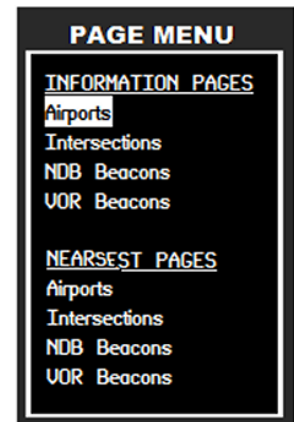 PAGE MENU
INFORMATION PAGES
Airports
Intersections
NDB Beacons
VOR Beacons
NEARSEST PAGES
Airports
Intersections
NDB Beacons
VOR Beacons